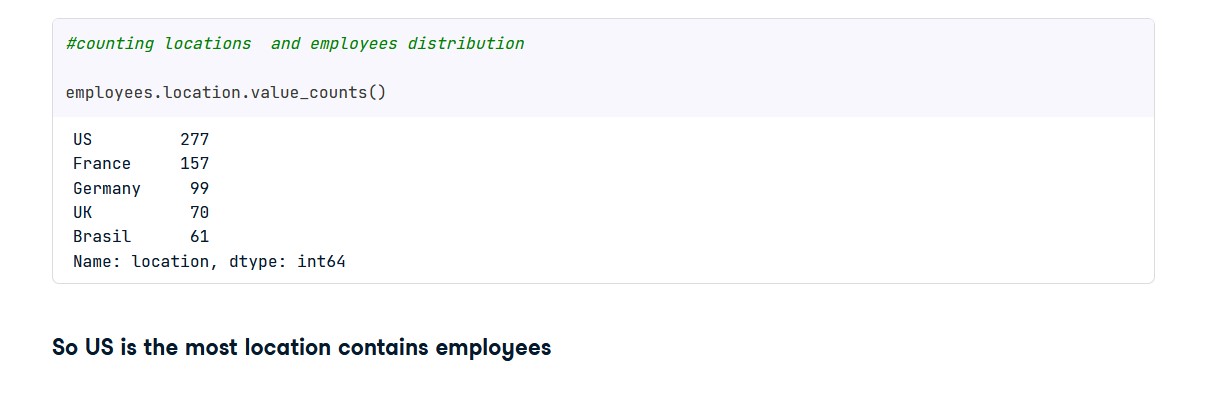 #counting locations  and employees distribution
employees.location.value_counts()
US         277
France     157
Germany     99
UK          70
Brasil      61
Name: location, dtype: int64
So US is the most location contains employees